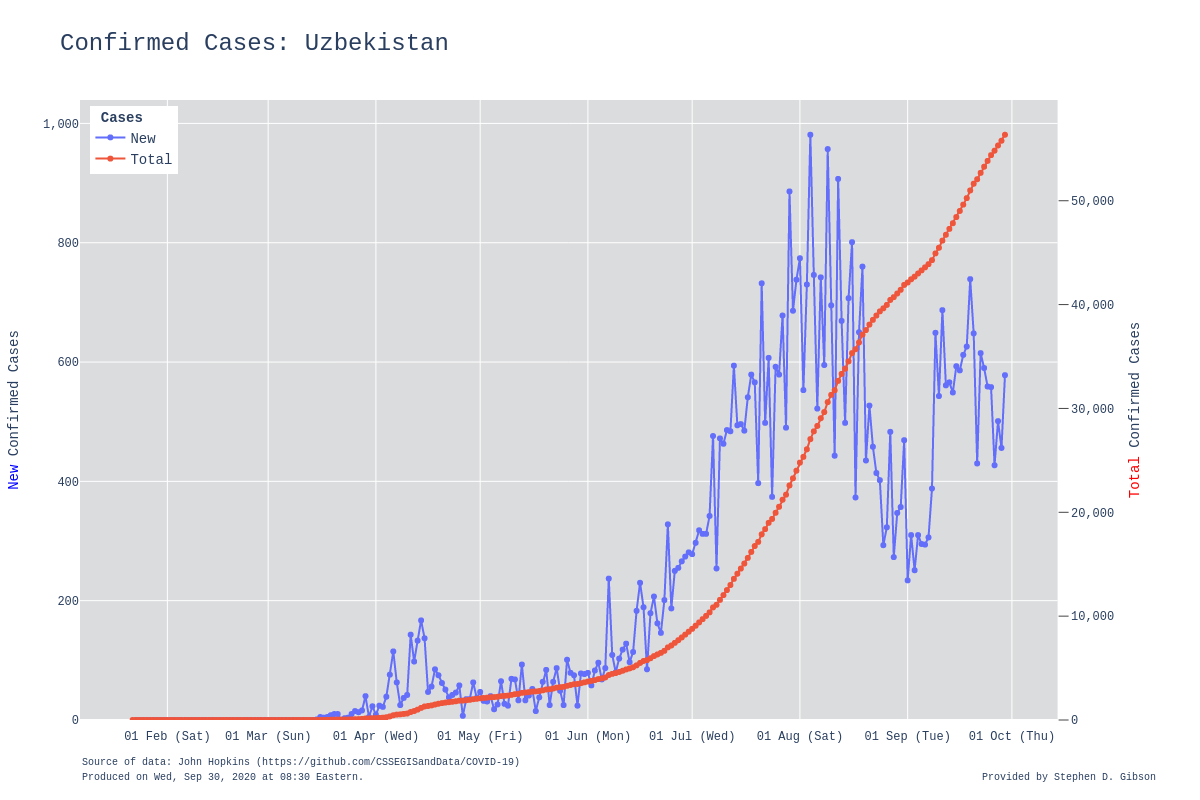 Confirmed Cases: Uzbekistan
Cases
New
Total
1,000
800
600
400
200
0
New Confirmed Cases
50,000
40,000
30,000
20,000
10,000
0
Total Confirmed Cases
01 Feb (Sat) 01 Mar (Sun) 01 Apr (Wed) 01 May (Fri) 01 Jun (Mon) 01 Jul (Wed) 01 Aug (Sat) 01 Sep (Tue) 01 Oct (Thu)
Source of data: John Hopkins (https://github.com/CSSEGISandData/COVID-19)
Produced on Wed, Sep 30, 2020 at 08:30 Eastern.
Provided by Stephen D. Gibson